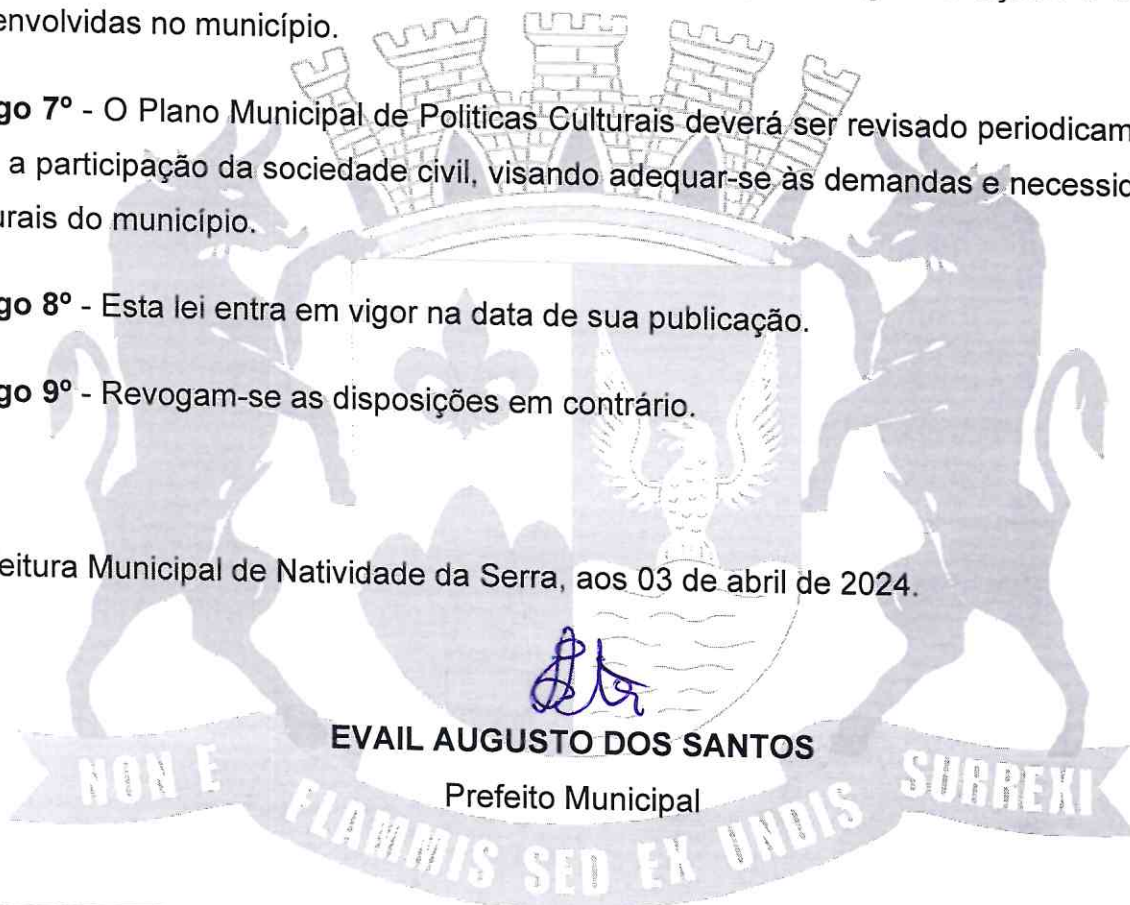 envolvidas no município.
go 7º - O Plano Municipal de Politicas Culturais deverá ser revisado periodicam
a participação da sociedade civil, visando adequar-se às demandas e necessid
urais do município.
go 8º - Esta lei entra em vigor na data de sua publicação.
go 9º - Revogam-se as disposições em contrário.
eitura Municipal de Natividade da Serra, aos 03 de abril de 2024.
EVAIL AUGUSTO DOS SANTOS
Prefeito Municipal
NON E FLAMMIS SED EX UNDIS SURREXI